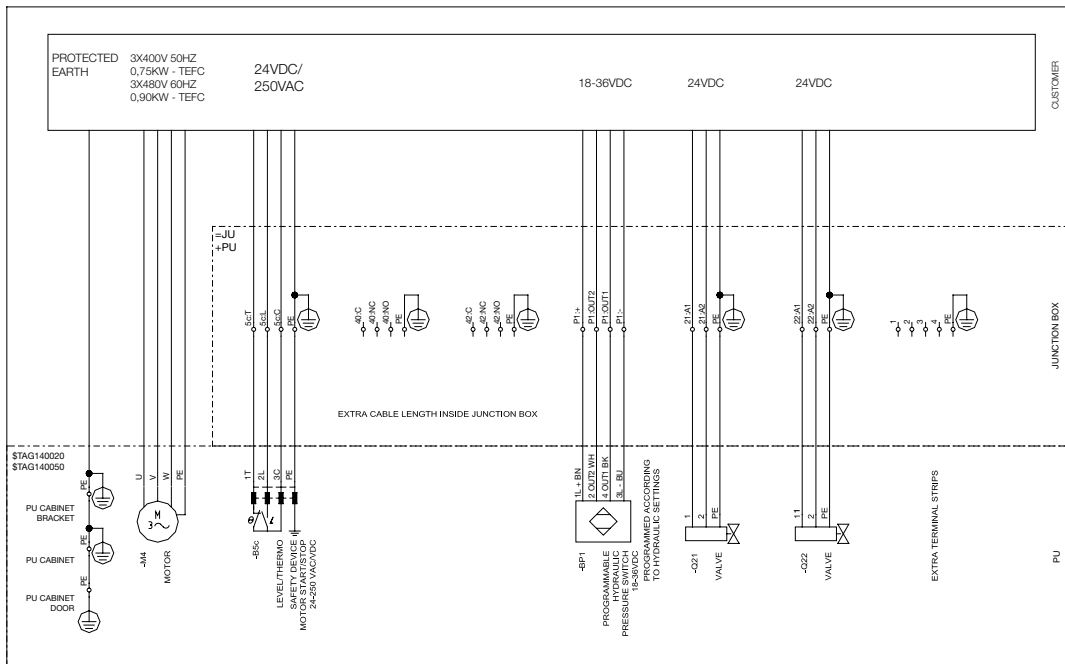 PROTECTED
EARTH
3X400V 50HZ
0,75KW - TEFC
3X480V 60HZ
0,90KW - TEFC
24VDC/
250VAC
18-36VDC
24VDC
24VDC
CUSTOMER
=JU
+PU
5c:T
5c:L
5c:C
PE
40:C
40:NC
40:NO
PE
42:C
42:NC
42:NO
PE
P1:+
P1:OUT2
P1:OUT1
P1:-
21:A1
21:A2
PE
22:A1
22:A2
PE
1
2
3
4
PE
JUNCTION BOX
EXTRA CABLE LENGTH INSIDE JUNCTION BOX
$TAG140020
$TAG140050
PE
PU CABINET
BRACKET
PE
PU CABINET
PE
PU CABINET
DOOR
U
V
W
PE
M
3
-M4
MOTOR
1T
2L
3C
PE
-B5c
LEVEL/THERMO
SAFETY DEVICE
MOTOR START/STOP
24-250 VAC/VDC
1L + BN
2 OUT2 WH
4 OUT1 BK
3L - BU
-BP1
PROGRAMMABLE
HYDRAULIC
PRESSURE SWITCH
18-36VDC
PROGRAMMED ACCORDING
TO HYDRAULIC SETTINGS
1
2
PE
-Q21
VALVE
11
2
PE
-Q22
VALVE
EXTRA TERMINAL STRIPS
PU